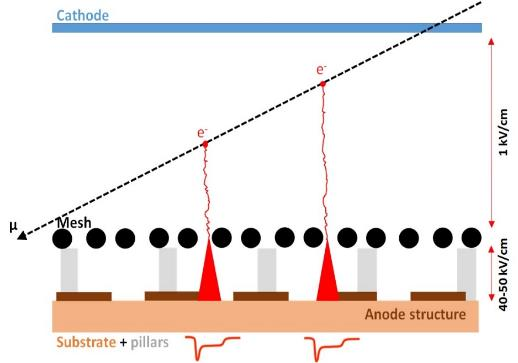 Cathode
e-
e-
1 kV/cm
μ
Mesh
40-50 kV/cm
Anode structure
Substrate + pillars